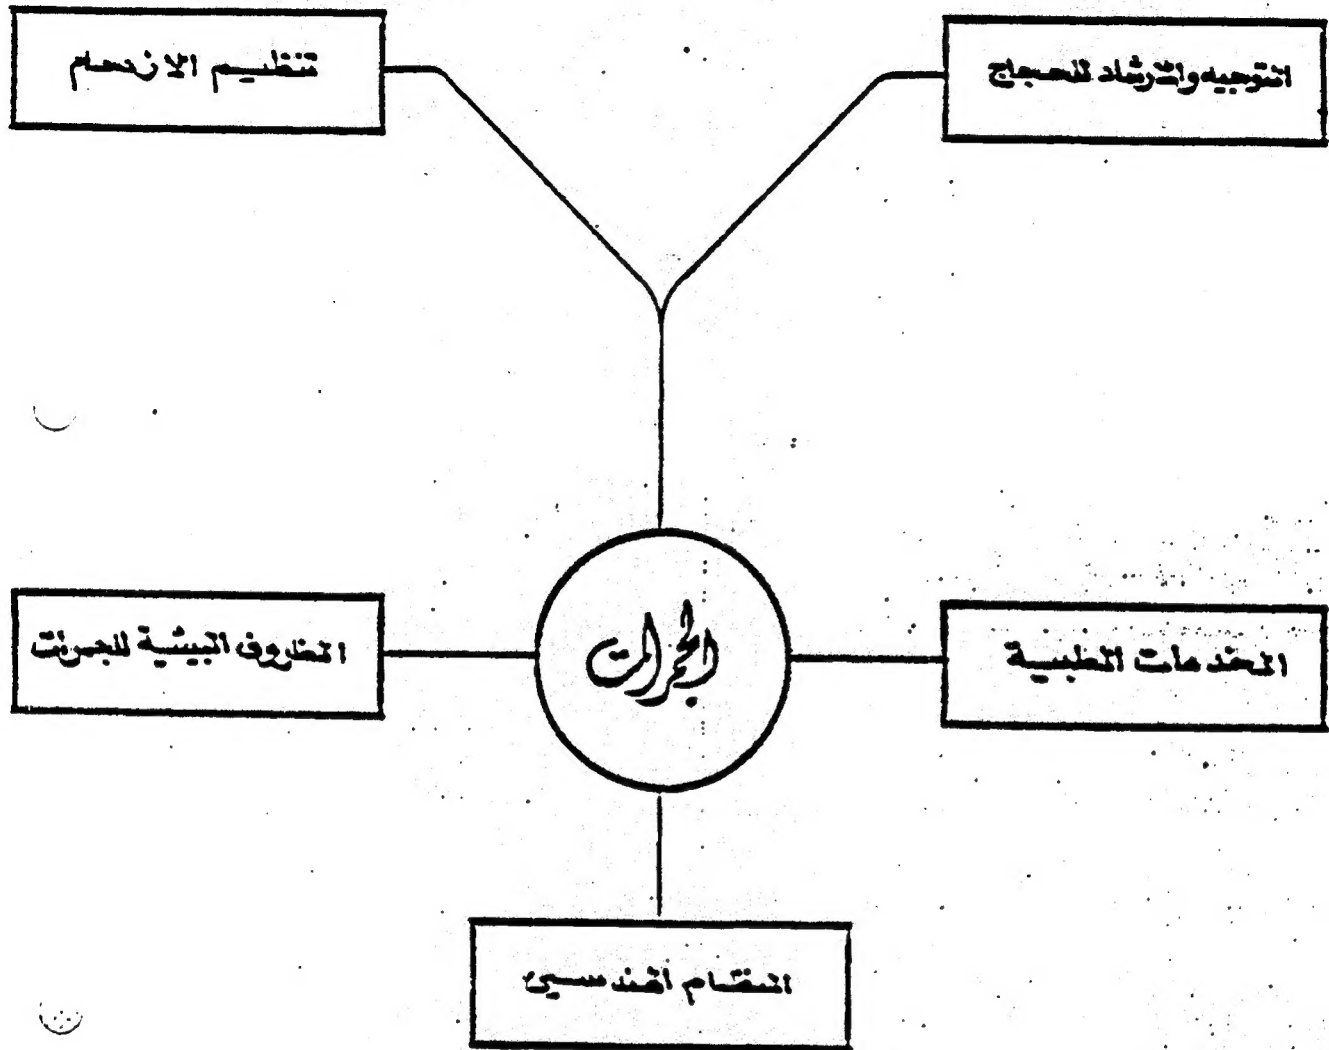 التوجيه والارشاد للحجاج
تنظيم الازدحام
الجمرات
الخدمات الطبية
الظروف البيئية للجمرات
النظام الهندسي